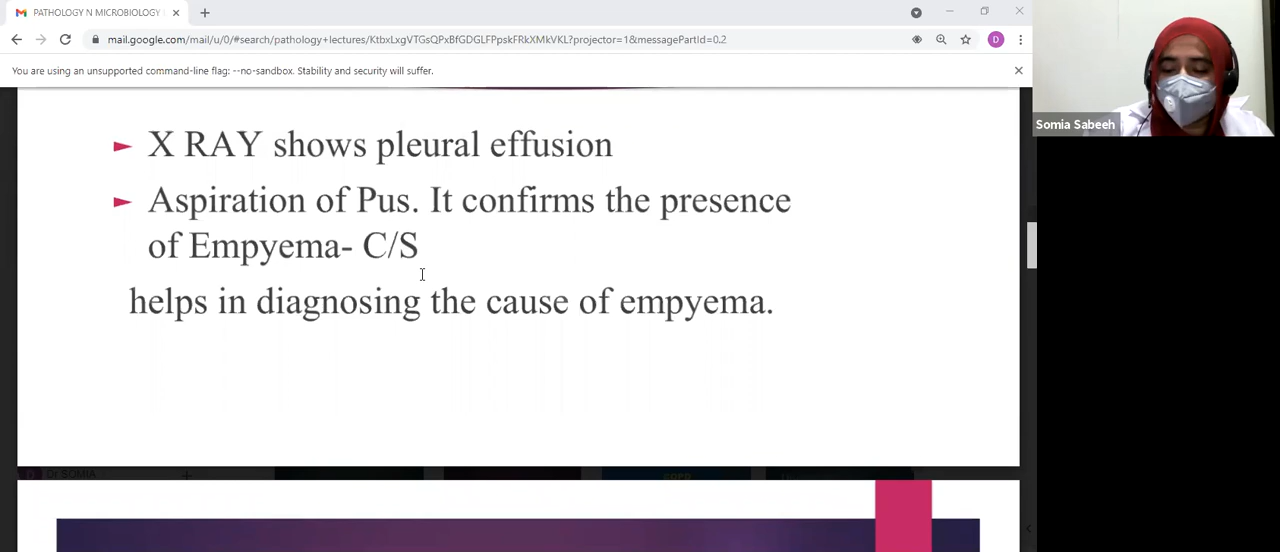 PATHOLOGY N MICROBIOLOGY
mail.google.com/mail/u/0/#search/pathology+lectures/KtbxLxgVTGsQPxBfGDGLFPpskFRkXMkVKL?projector=1&messagePartId=0.2
D
You are using an unsupported command-line flag: --no-sandbox. Stability and security will suffer.
Somia Sabeeh
X RAY shows pleural effusion
Aspiration of Pus. It confirms the presence
of Empyema- C/S
helps in diagnosing the cause of empyema.
Dr SOMIA